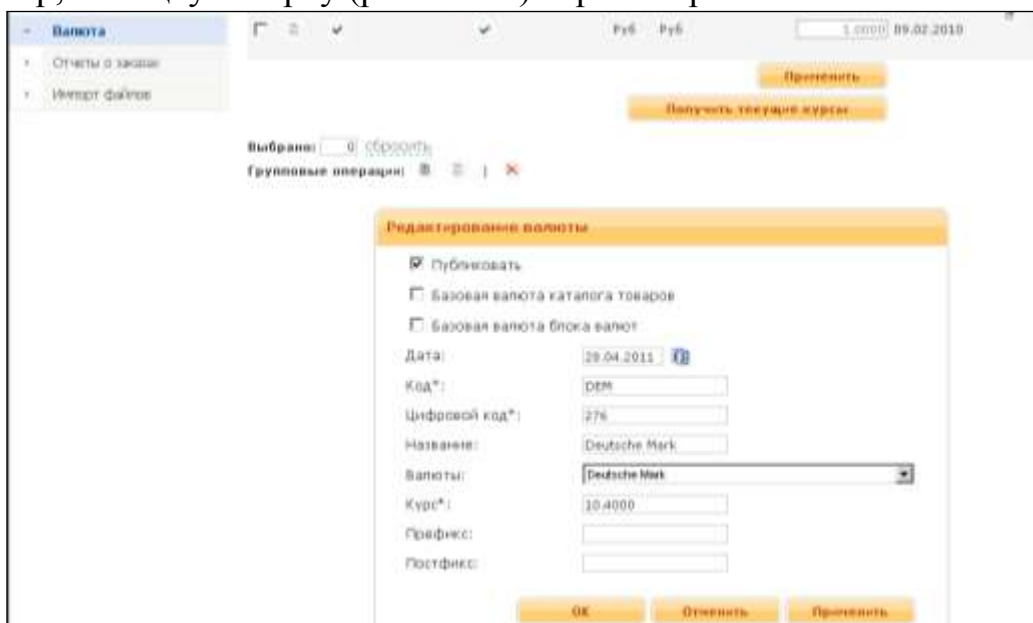 Валюта Руб Руб 1.0000 09.02.2010
Отчеты о заказах
Импорт файлов
Применить
Получить текущие курсы
Выбрано: 0 сбросить
Групповые операции: |
Редактирование валюты
Публиковать
Базовая валюта каталога товаров
Базовая валюта блока валют
Дата: 28.04.2011
Код*: DEM
Цифровой код*: 276
Название: Deutsche Mark
Валюты: Deutsche Mark
Курс*: 10.4000
Префикс:
Постфикс:
ОК Отменить Применить